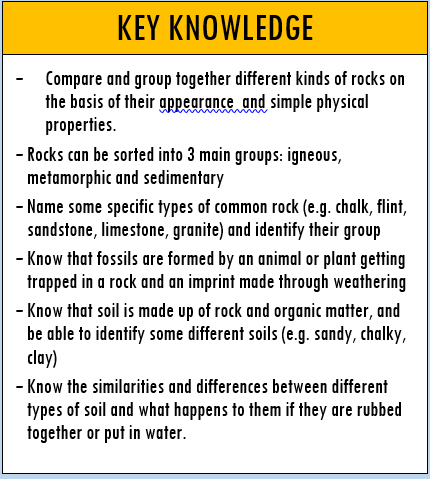 KEY KNOWLEDGE
– Compare and group together different kinds of rocks on
the basis of their appearance  and simple physical
properties.
– Rocks can be sorted into 3 main groups: igneous,
metamorphic and sedimentary
– Name some specific types of common rock (e.g. chalk, flint,
sandstone, limestone, granite) and identify their group
– Know that fossils are formed by an animal or plant getting
trapped in a rock and an imprint made through weathering
– Know that soil is made up of rock and organic matter, and
be able to identify some different soils (e.g. sandy, chalky,
clay)
– Know the similarities and differences between different
types of soil and what happens to them if they are rubbed
together or put in water.